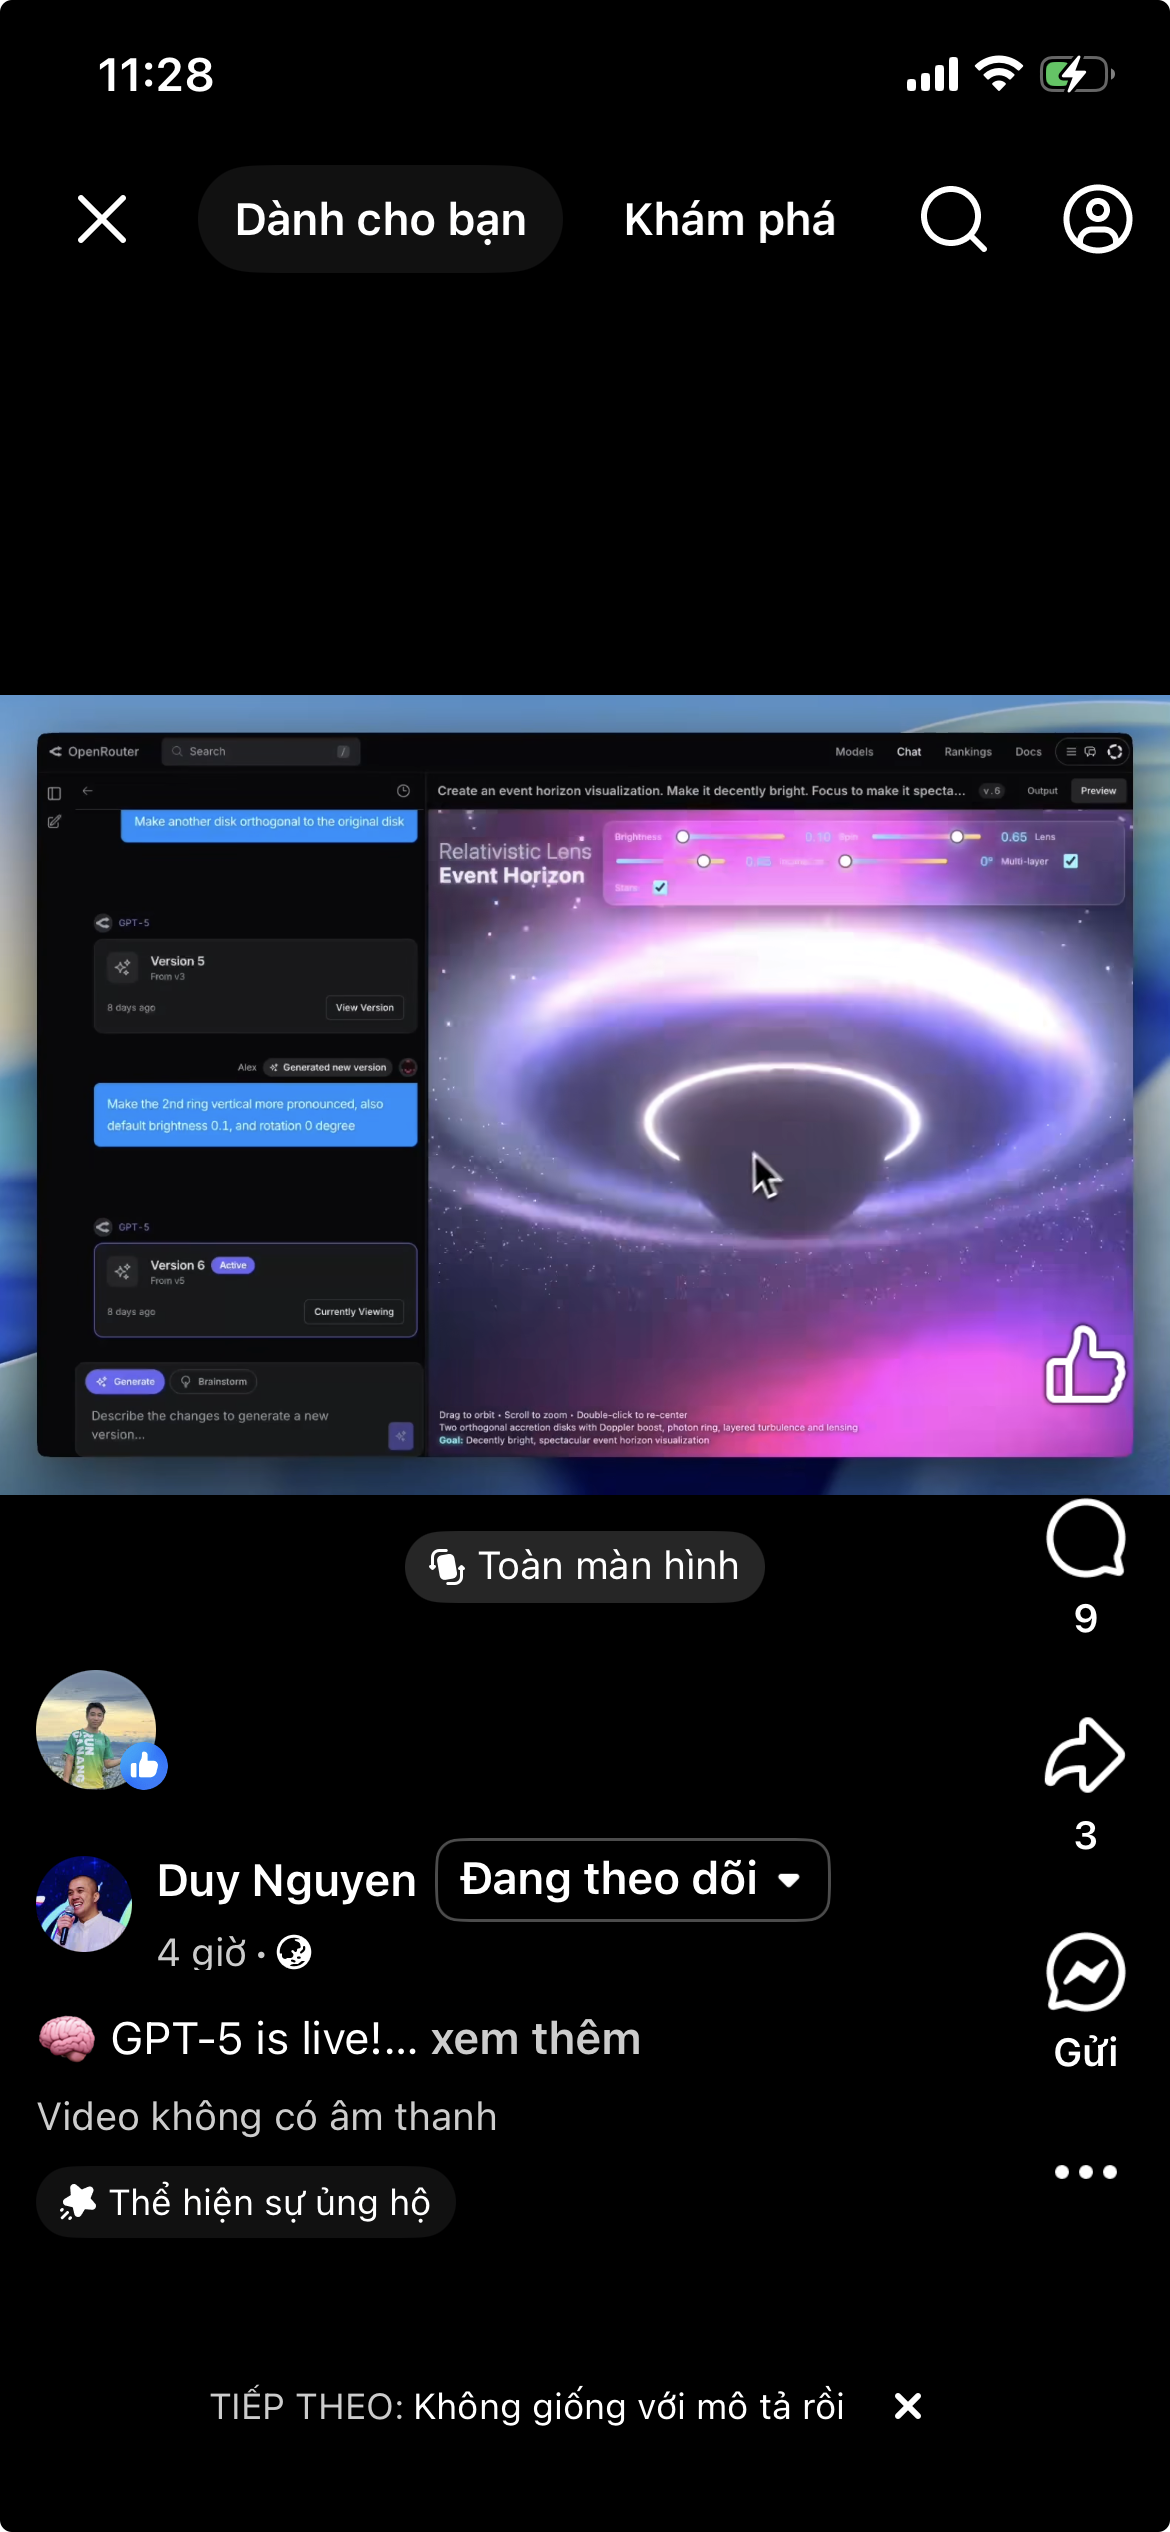 11:28
Dành cho bạn
Khám phá
OpenRouter
Search
/
Models
Chat
Rankings
Docs
Create an event horizon visualization. Make it decently bright. Focus to make it specta...
v.5
Output
Preview
Make another disk orthogonal to the original disk
Relativistic Lens
Event Horizon
Brightness
0.10
Spin
0.65
Lens
0.65
0°
Multi-layer
Stars
GPT-5
Version 5
From v3
8 days ago
View Version
Alex
Generated new version
Make the 2nd ring vertical more pronounced, also
default brightness 0.1, and rotation 0 degree
GPT-5
Version 6
Active
From v5
8 days ago
Currently Viewing
Generate
Brainstorm
Describe the changes to generate a new
version...
Drag to orbit • Scroll to zoom • Double-click to re-center
Two orthogonal accretion disks with Doppler boost, photon ring, layered turbulence and lensing
Goal: Decently bright, spectacular event horizon visualization
Toàn màn hình
9
3
RUN
Duy Nguyen
Đang theo dõi
4 giờ
Gửi
GPT-5 is live!... xem thêm
Video không có âm thanh
Thể hiện sự ủng hộ
TIẾP THEO: Không giống với mô tả rồi